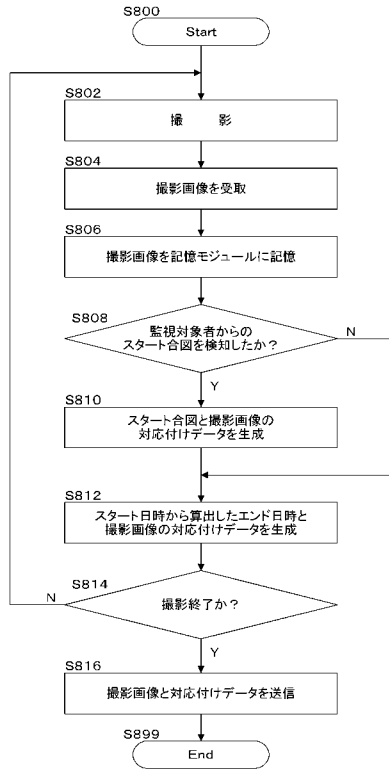 S800
Start
S802
撮 影
S804
撮影画像を受取
S806
撮影画像を記憶モジュールに記憶
S808
監視対象者からの
スタート合図を検知したか？
N
Y
S810
スタート合図と撮影画像の
対応付けデータを生成
S812
スタート日時から算出したエンド日時と
撮影画像の対応付けデータを生成
S814
N
撮影終了か？
Y
S816
撮影画像と対応付けデータを送信
S899
End